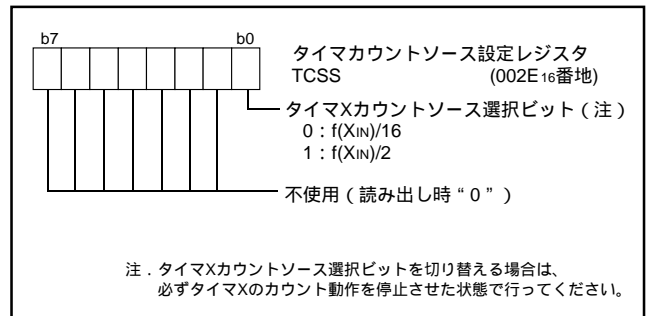 b7 b0
タイマカウントソース設定レジスタ
TCSS (002E16番地)
タイマXカウントソース選択ビット（注）
0：f(XIN)/16
1：f(XIN)/2
不使用（読み出し時“0”）
注．タイマXカウントソース選択ビットを切り替える場合は、
必ずタイマXのカウント動作を停止させた状態で行ってください。